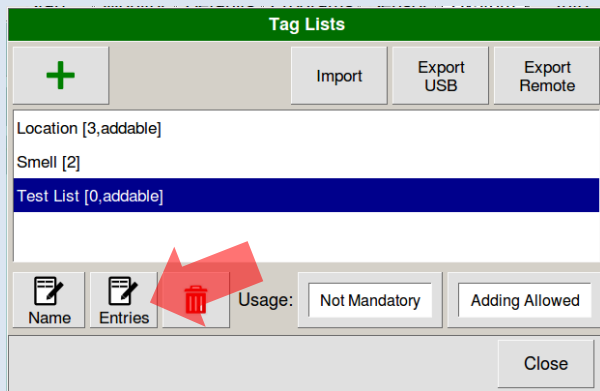 Tag Lists
Import
Export
USB
Export
Remote
Location [3,addable]
Smell [2]
Test List [0,addable]
Name
Entries
Usage:
Not Mandatory
Adding Allowed
Close